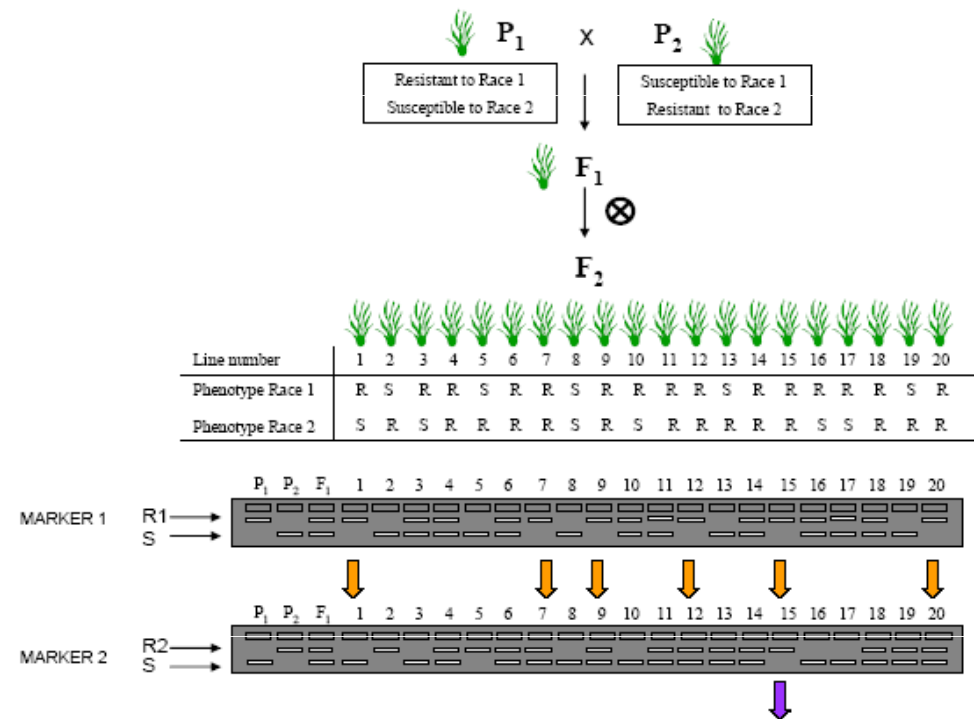 P1 X P2
Resistant to Race 1
Susceptible to Race 2
Susceptible to Race 1
Resistant to Race 2
F1
F2
Line number 1 2 3 4 5 6 7 8 9 10 11 12 13 14 15 16 17 18 19 20
Phenotype Race 1 R S R R S R R S R R R R S R R R R R S R
Phenotype Race 2 S R S R R R R S R S R R R R R S S R R R
P1 P2 F1 1 2 3 4 5 6 7 8 9 10 11 12 13 14 15 16 17 18 19 20
MARKER 1 R1
S
P1 P2 F1 1 2 3 4 5 6 7 8 9 10 11 12 13 14 15 16 17 18 19 20
MARKER 2 R2
S